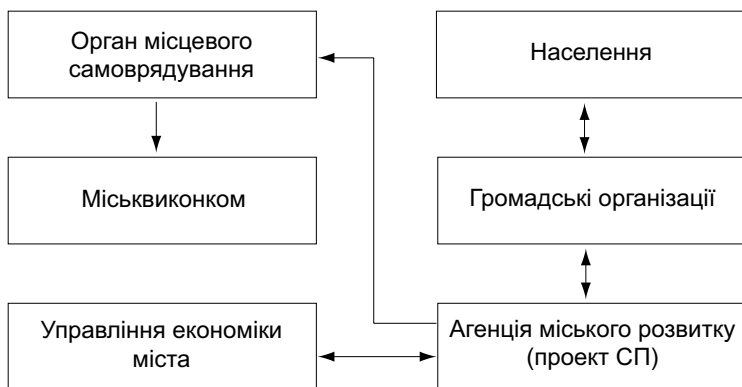 Орган місцевого
самоврядування
Населення
Міськвиконком
Громадські організації
Управління економіки
міста
Агенція міського розвитку
(проект СП)